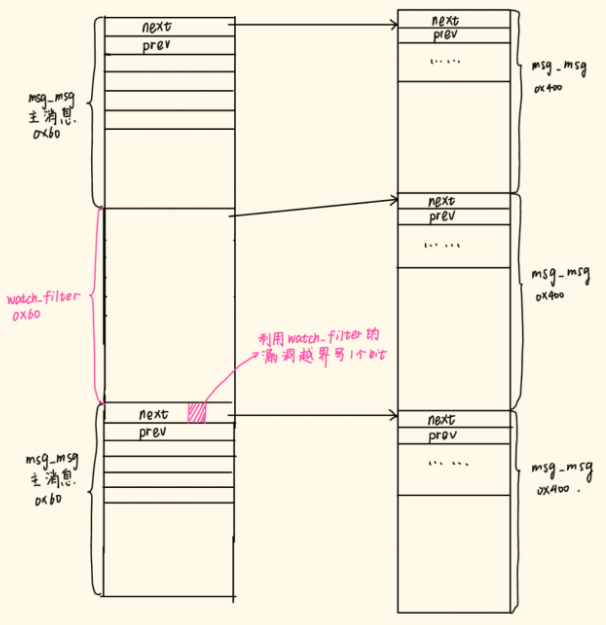 next
prev
msg_msg
主消息
0x60
next
prev
... ...
msg_msg
0x400
watch_filter
0x60
利用watch_filter的
漏洞越界写1个bit
next
prev
... ...
msg_msg
0x400
next
prev
msg_msg
主消息
0x60
next
prev
... ...
msg_msg
0x400.